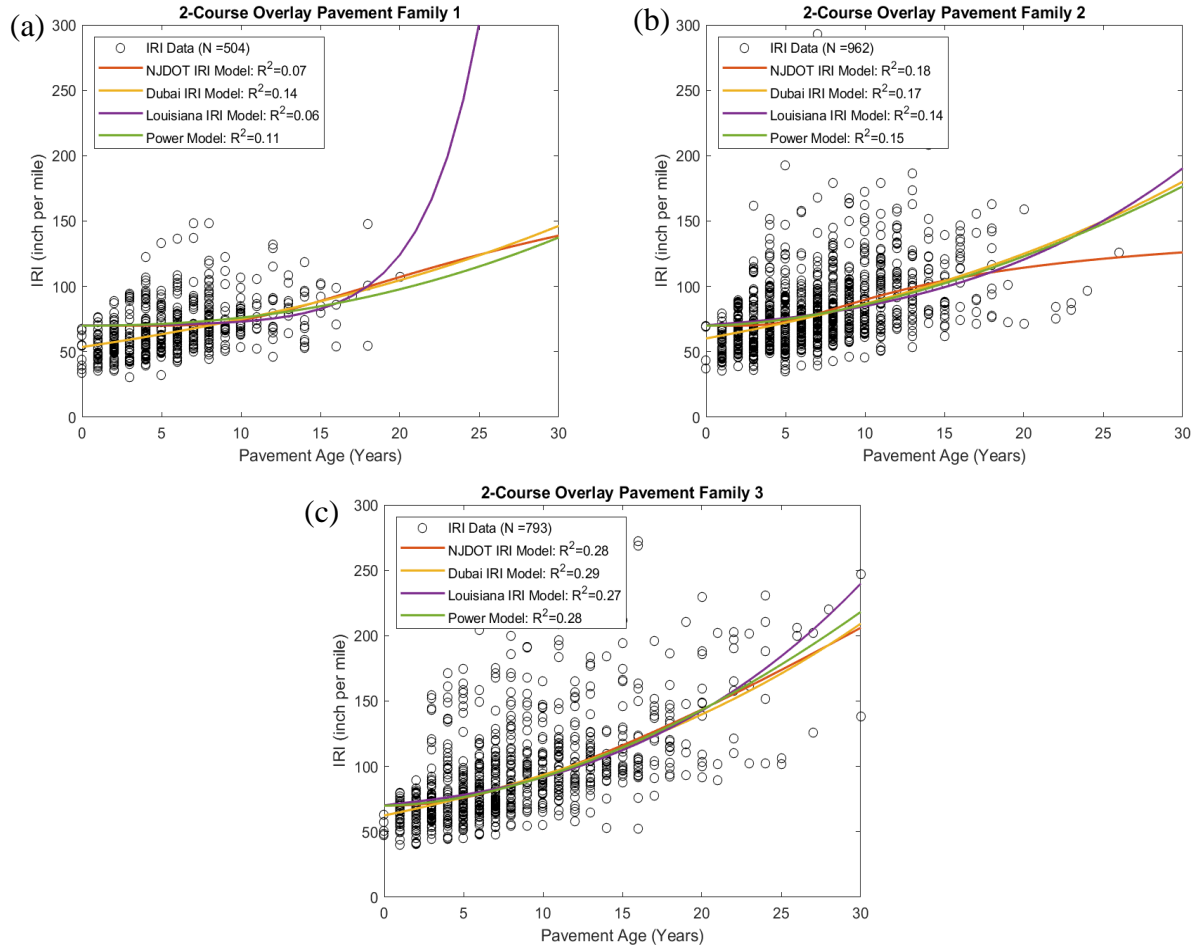 (a)
2-Course Overlay Pavement Family 1
IRI Data (N =504)
NJDOT IRI Model: R²=0.07
Dubai IRI Model: R²=0.14
Louisiana IRI Model: R²=0.06
Power Model: R²=0.11
IRI (inch per mile)
300
250
200
150
100
50
0
0 5 10 15 20 25 30
Pavement Age (Years)
(b)
2-Course Overlay Pavement Family 2
IRI Data (N =962)
NJDOT IRI Model: R²=0.18
Dubai IRI Model: R²=0.17
Louisiana IRI Model: R²=0.14
Power Model: R²=0.15
IRI (inch per mile)
300
250
200
150
100
50
0
0 5 10 15 20 25 30
Pavement Age (Years)
(c)
2-Course Overlay Pavement Family 3
IRI Data (N =793)
NJDOT IRI Model: R²=0.28
Dubai IRI Model: R²=0.29
Louisiana IRI Model: R²=0.27
Power Model: R²=0.28
IRI (inch per mile)
300
250
200
150
100
50
0
0 5 10 15 20 25 30
Pavement Age (Years)